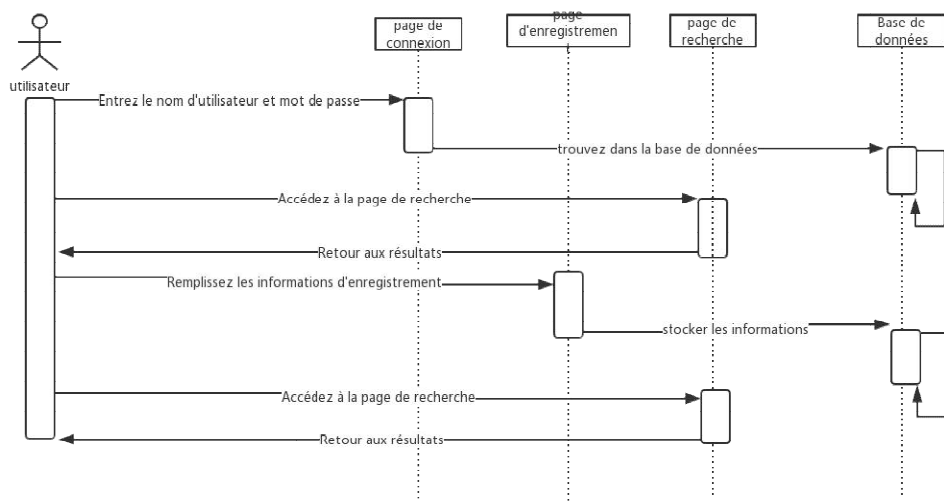 page de
connexion
page
d'enregistremen
t
page de
recherche
Base de
données
utilisateur
Entrez le nom d'utilisateur et mot de passe
trouvez dans la base de données
Accédez à la page de recherche
Retour aux résultats
Remplissez les informations d'enregistrement
stocker les informations
Accédez à la page de recherche
Retour aux résultats